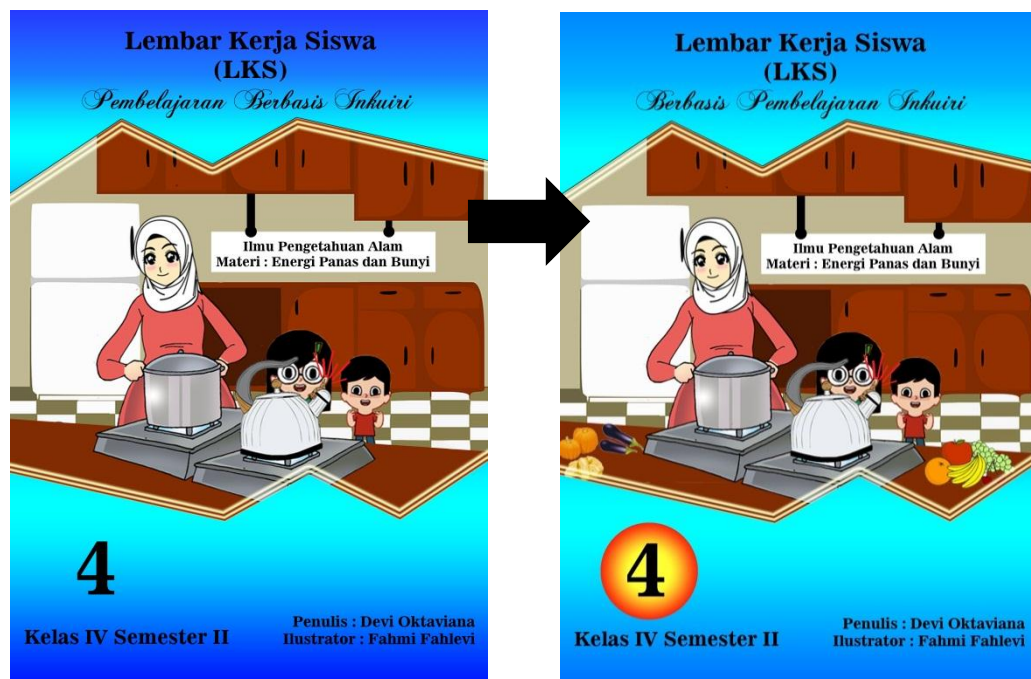 Lembar Kerja Siswa
(LKS)
Pembelajaran Berbasis Inkuiri
Ilmu Pengetahuan Alam
Materi : Energi Panas dan Bunyi
4
Kelas IV Semester II
Penulis : Devi Oktaviana
Ilustrator : Fahmi Fahlevi
Lembar Kerja Siswa
(LKS)
Berbasis Pembelajaran Inkuiri
Ilmu Pengetahuan Alam
Materi : Energi Panas dan Bunyi
4
Kelas IV Semester II
Penulis : Devi Oktaviana
Ilustrator : Fahmi Fahlevi